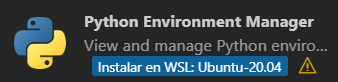 Python Environment Manager
View and manage Python enviro...
Instalar en WSL: Ubuntu-20.04